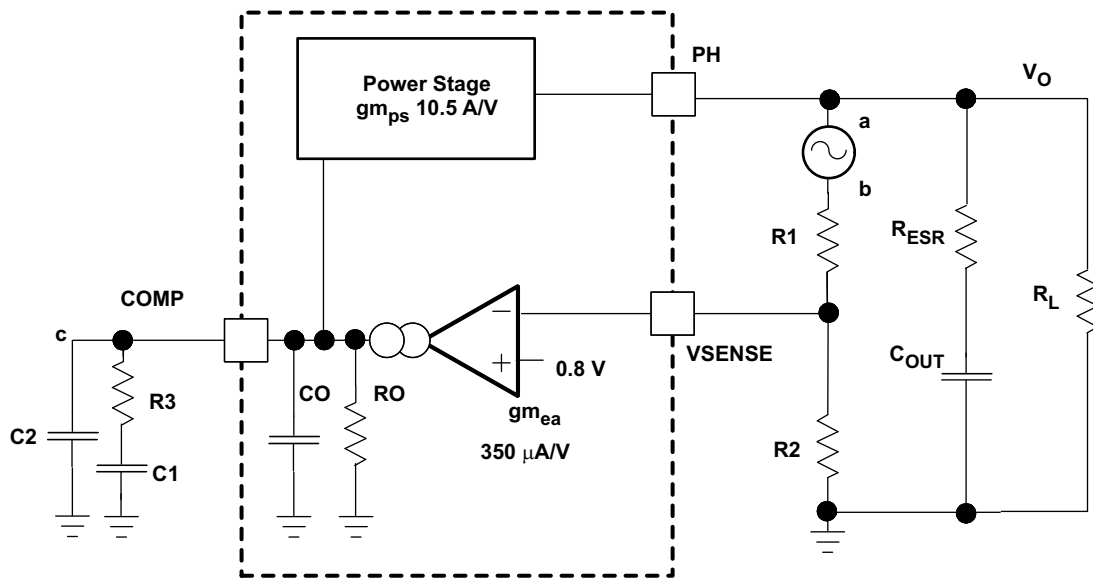 PH
Power Stage
gmps 10.5 A/V
VO
a
b
R1
RESR
RL
COMP
c
VSENSE
0.8 V
R3
CO
RO
COUT
gmea
C2
C1
350 μA/V
R2